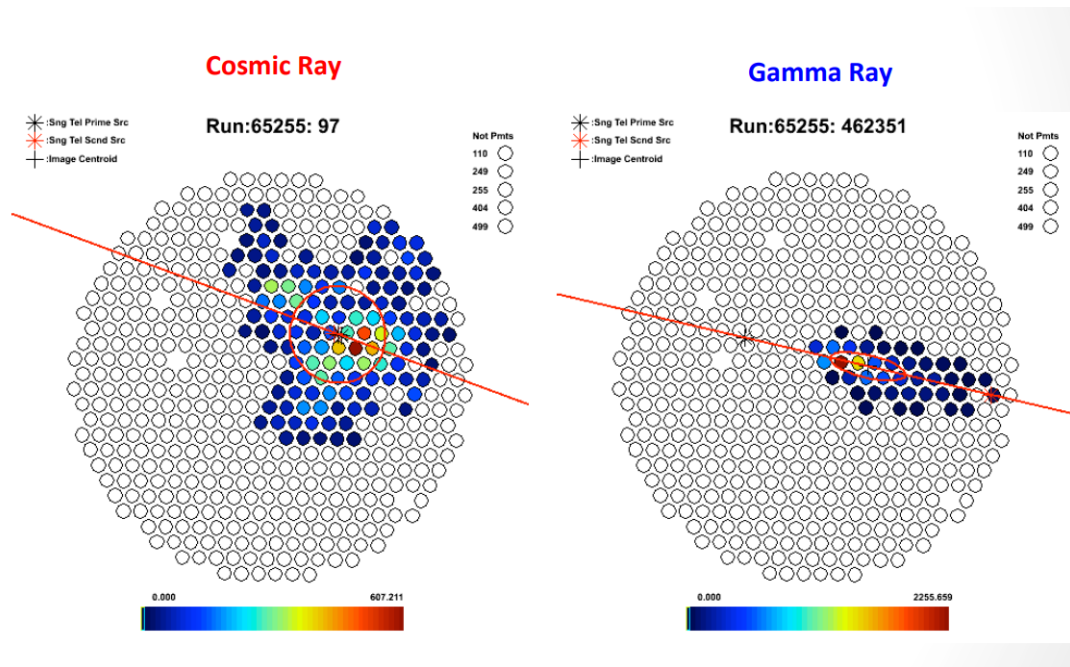 Cosmic Ray
:Sng Tel Prime Src
:Sng Tel Scnd Src
:Image Centroid
Run:65255: 97
Not Pmts
110
249
255
404
499
0.000
607.211
Gamma Ray
:Sng Tel Prime Src
:Sng Tel Scnd Src
:Image Centroid
Run:65255: 462351
Not Pmts
110
249
255
404
499
0.000
2255.659